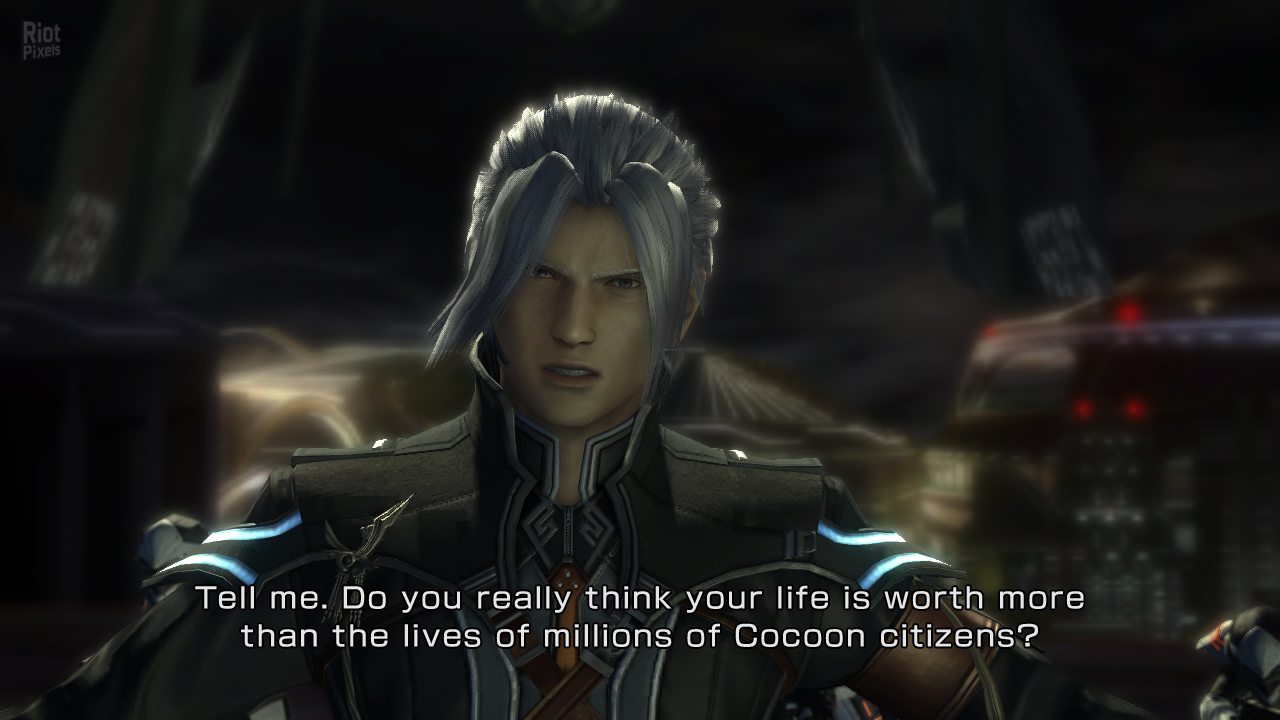 Riot
Pixels
Tell me. Do you really think your life is worth more
than the lives of millions of Cocoon citizens?